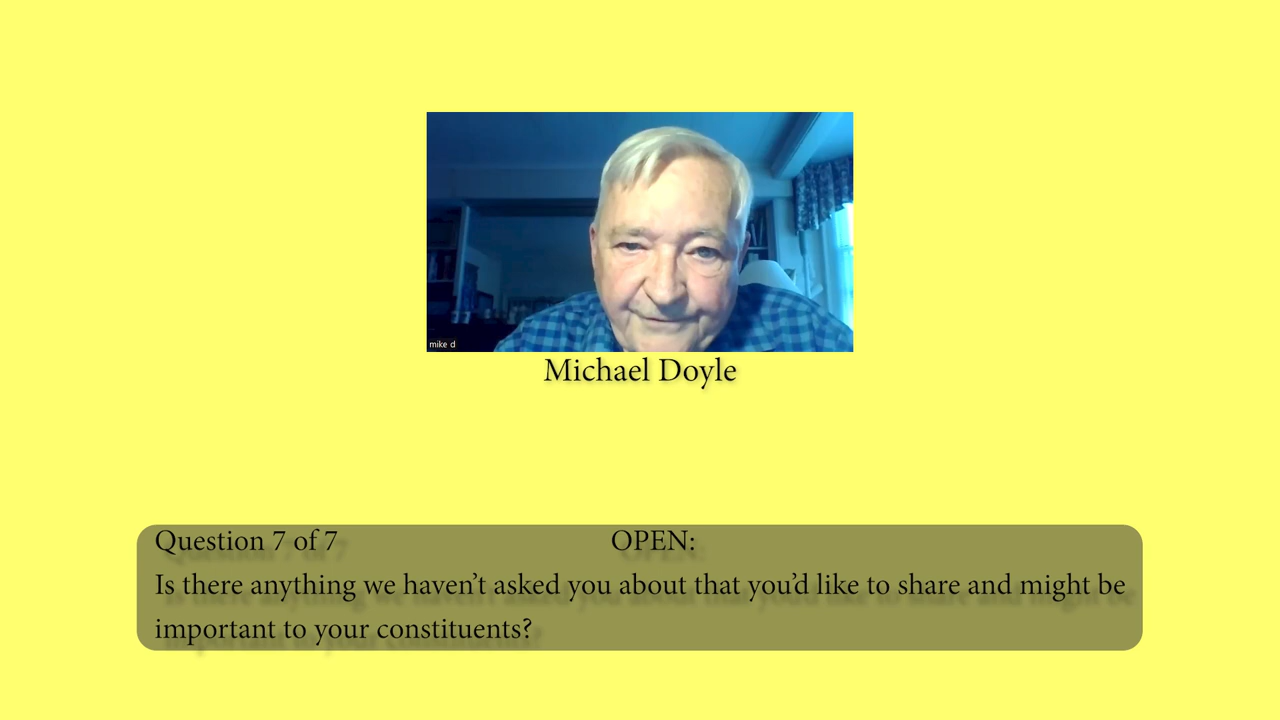 mike d
Michael Doyle
Question 7 of 7 OPEN:
Is there anything we haven't asked you about that you'd like to share and might be
important to your constituents?